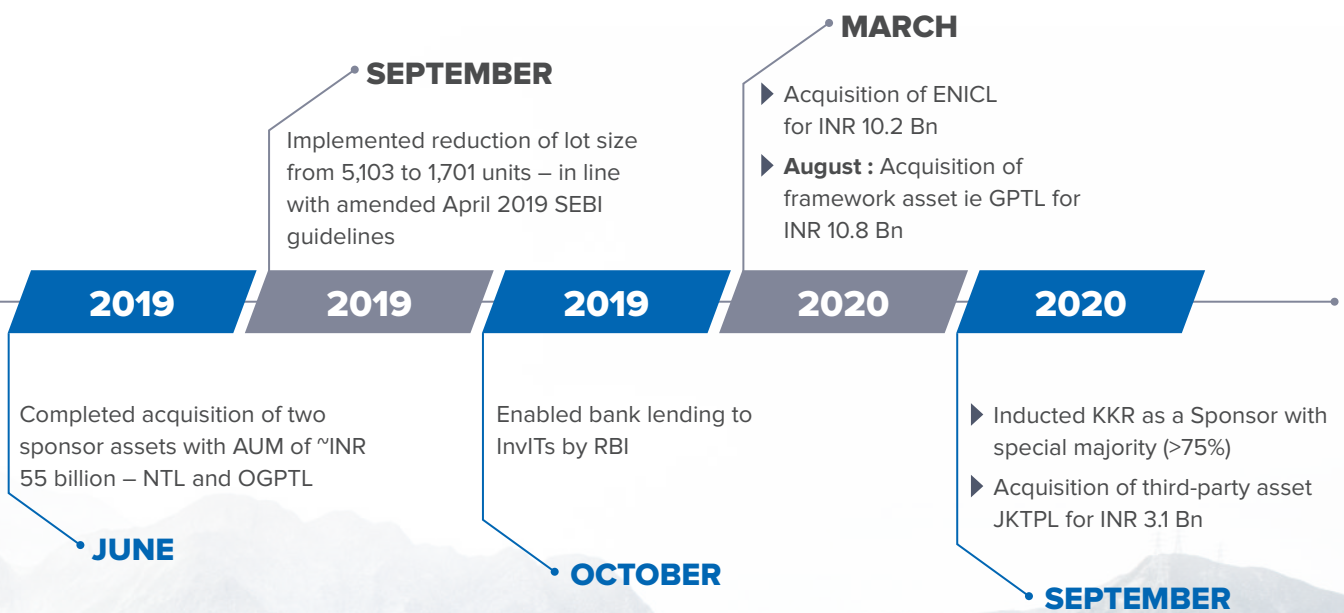 MARCH
Acquisition of ENICL
for INR 10.2 Bn
August : Acquisition of
framework asset ie GPTL for
INR 10.8 Bn
SEPTEMBER
Implemented reduction of lot size
from 5,103 to 1,701 units – in line
with amended April 2019 SEBI
guidelines
2019
2019
2019
2020
2020
Completed acquisition of two
sponsor assets with AUM of ~INR
55 billion – NTL and OGPTL
JUNE
Enabled bank lending to
InvITs by RBI
OCTOBER
Inducted KKR as a Sponsor with
special majority (>75%)
Acquisition of third-party asset
JKTPL for INR 3.1 Bn
SEPTEMBER